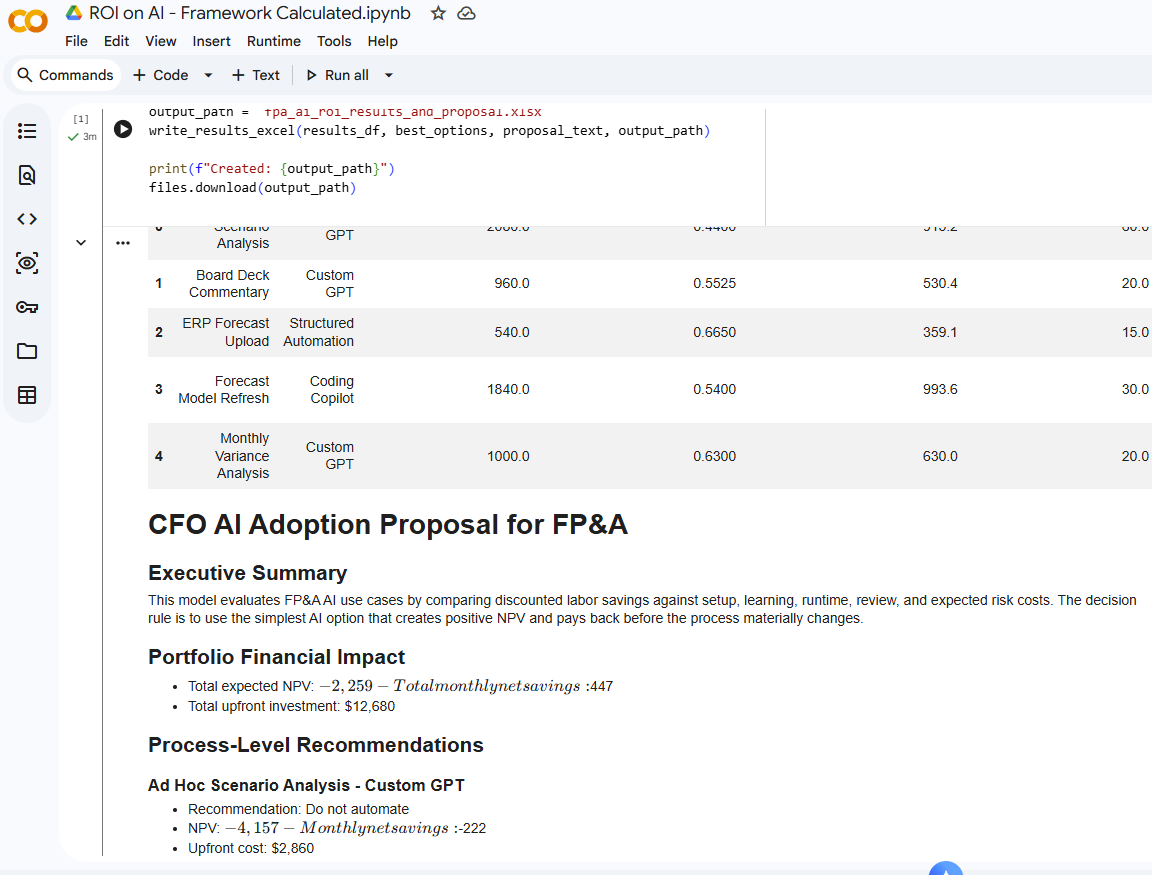 ROI on AI - Framework Calculated.ipynb
File Edit View Insert Runtime Tools Help
Commands + Code + Text Run all
[1]
3m
output_path = fpa_ai_roi_results_and_proposal.xlsx
write_results_excel(results_df, best_options, proposal_text, output_path)
print(f"Created: {output_path}")
files.download(output_path)
Scenario
Analysis GPT
1 Board Deck Commentary Custom GPT 960.0 0.5525 530.4 20.0
2 ERP Forecast Upload Structured Automation 540.0 0.6650 359.1 15.0
3 Forecast Model Refresh Coding Copilot 1840.0 0.5400 993.6 30.0
4 Monthly Variance Analysis Custom GPT 1000.0 0.6300 630.0 20.0
CFO AI Adoption Proposal for FP&A
Executive Summary
This model evaluates FP&A AI use cases by comparing discounted labor savings against setup, learning, runtime, review, and expected risk costs. The decision
rule is to use the simplest AI option that creates positive NPV and pays back before the process materially changes.
Portfolio Financial Impact
• Total expected NPV: −2,259 − Totalmonthlynetsavings :447
• Total upfront investment: $12,680
Process-Level Recommendations
Ad Hoc Scenario Analysis - Custom GPT
• Recommendation: Do not automate
• NPV: −4,157 − Monthlynetsavings :-222
• Upfront cost: $2,860